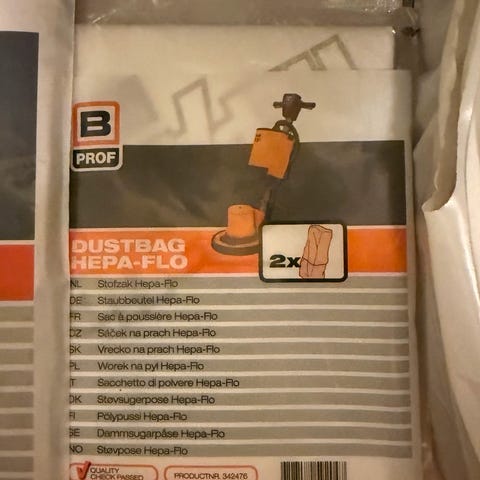 B
PROF
DUSTBAG
HEPA-FLO
2x
NL Stofzak Hepa-Flo
DE Staubbeutel Hepa-Flo
FR Sac à poussière Hepa-Flo
CZ Sáček na prach Hepa-Flo
SK Vrecko na prach Hepa-Flo
PL Worek na pył Hepa-Flo
IT Sacchetto di polvere Hepa-Flo
DK Støvsugerpose Hepa-Flo
FI Pölypussi Hepa-Flo
SE Dammsugarpåse Hepa-Flo
NO Støvpose Hepa-Flo
QUALITY
CHECK PASSED
PRODUCTNR. 342476